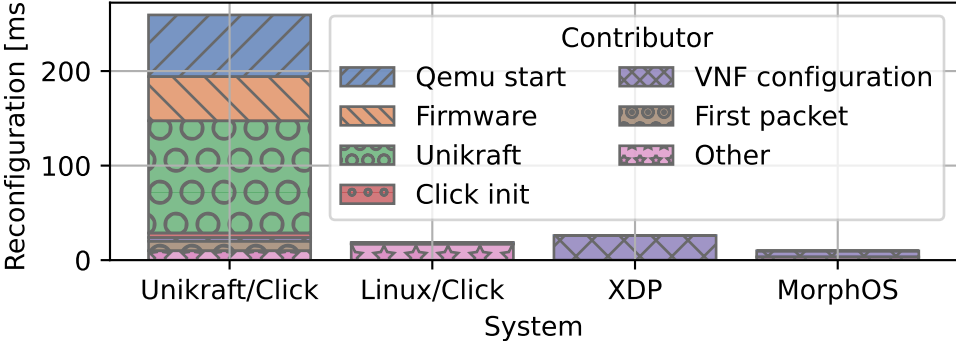 Reconfiguration [ms
200
100
0
Contributor
Qemu start
Firmware
Unikraft
Click init
VNF configuration
First packet
Other
Unikraft/Click
Linux/Click
XDP
MorphOS
System